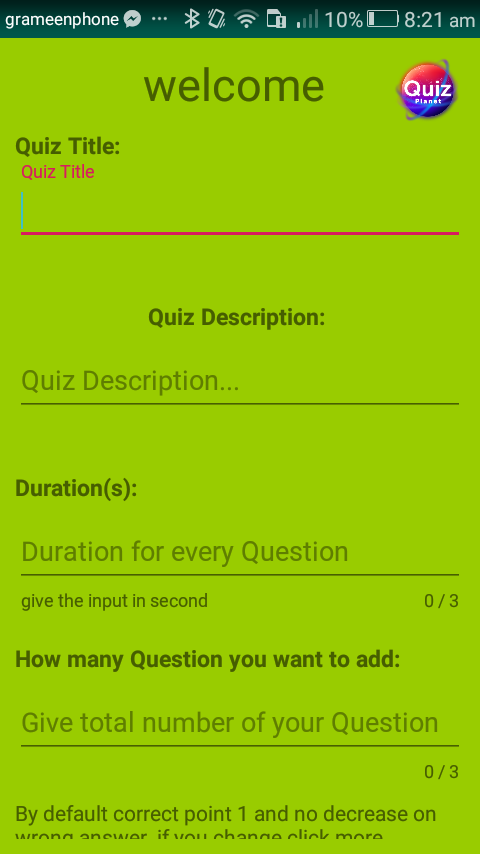 grameenphone ... 10% 8:21 am
welcome
Quiz
Planet
Quiz Title:
Quiz Title
Quiz Description:
Quiz Description...
Duration(s):
Duration for every Question
give the input in second 0 / 3
How many Question you want to add:
Give total number of your Question
0 / 3
By default correct point 1 and no decrease on
wrong answer, if you change click more